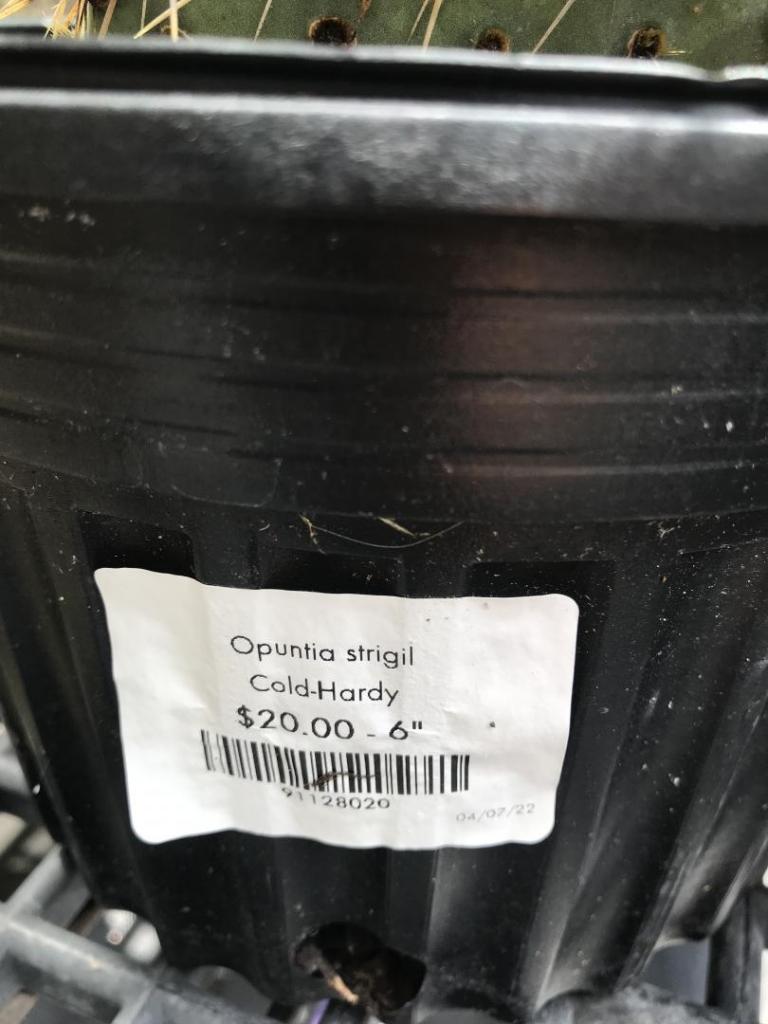 Opuntia strigil
Cold-Hardy
$20.00 - 6"
91128020
04/07/22